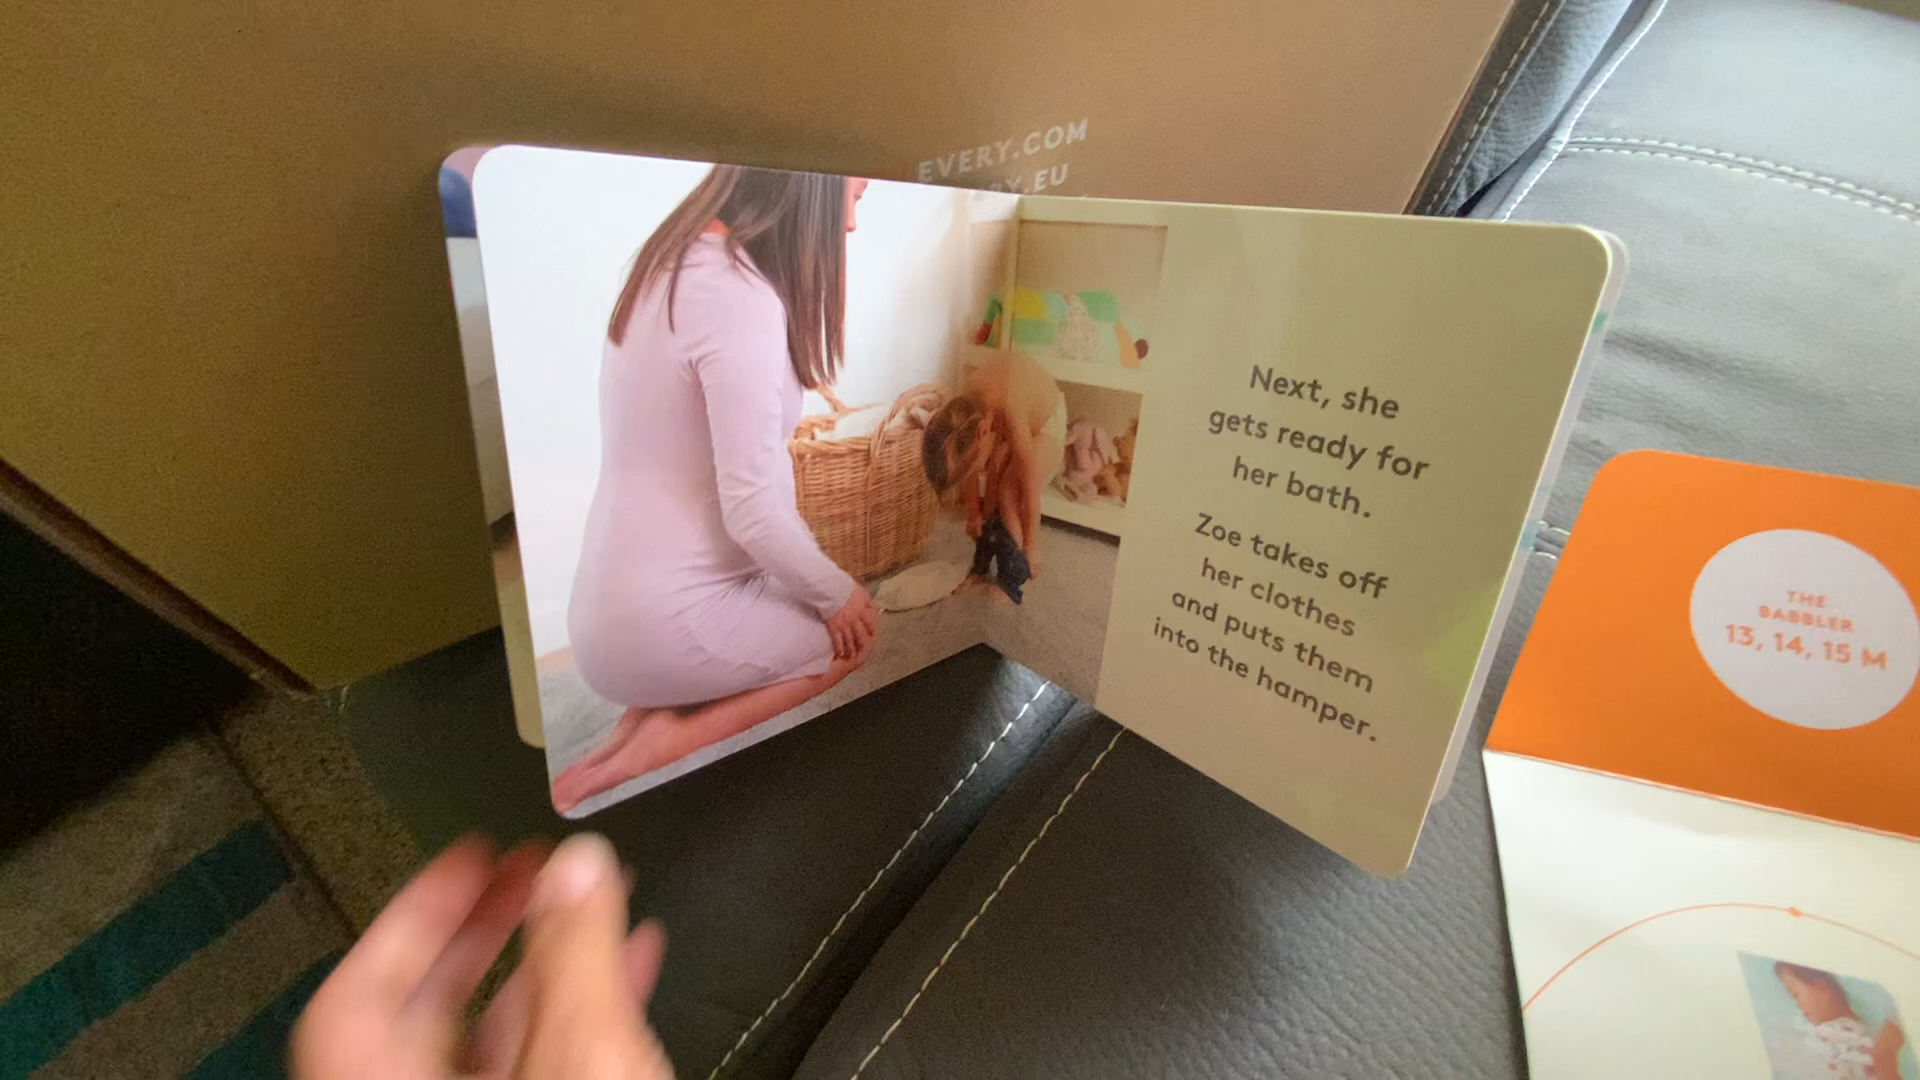 EVERY.COM
.EU
Next, she
gets ready for
her bath.
Zoe takes off
her clothes
and puts them
into the hamper.
THE
BABBLER
13, 14, 15 M